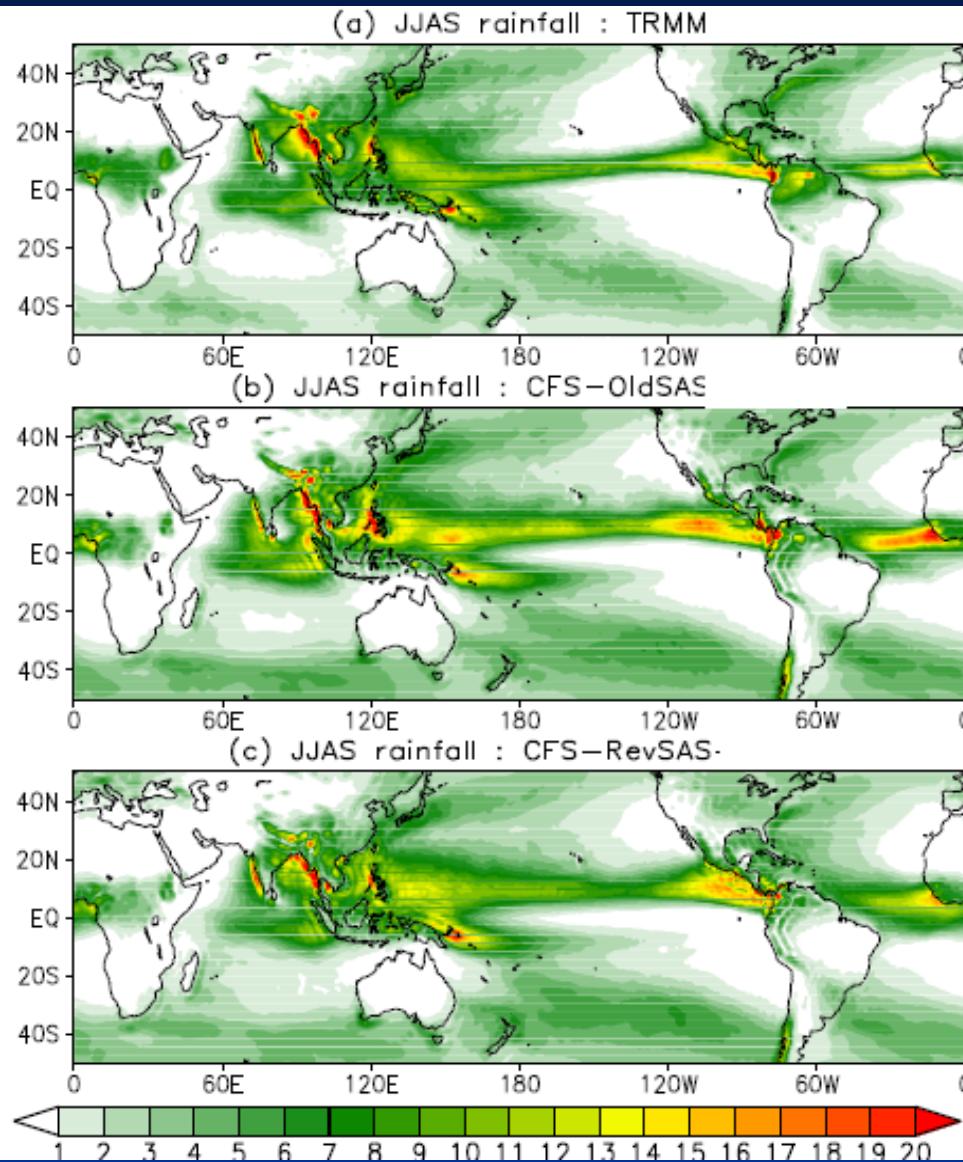 (a) JJAS rainfall : TRMM
40N
20N
EQ
20S
40S
0 60E 120E 180 120W 60W 0
(b) JJAS rainfall : CFS-OldSAS
40N
20N
EQ
20S
40S
0 60E 120E 180 120W 60W 0
(c) JJAS rainfall : CFS-RevSAS-
40N
20N
EQ
20S
40S
0 60E 120E 180 120W 60W 0
1 2 3 4 5 6 7 8 9 10 11 12 13 14 15 16 17 18 19 20